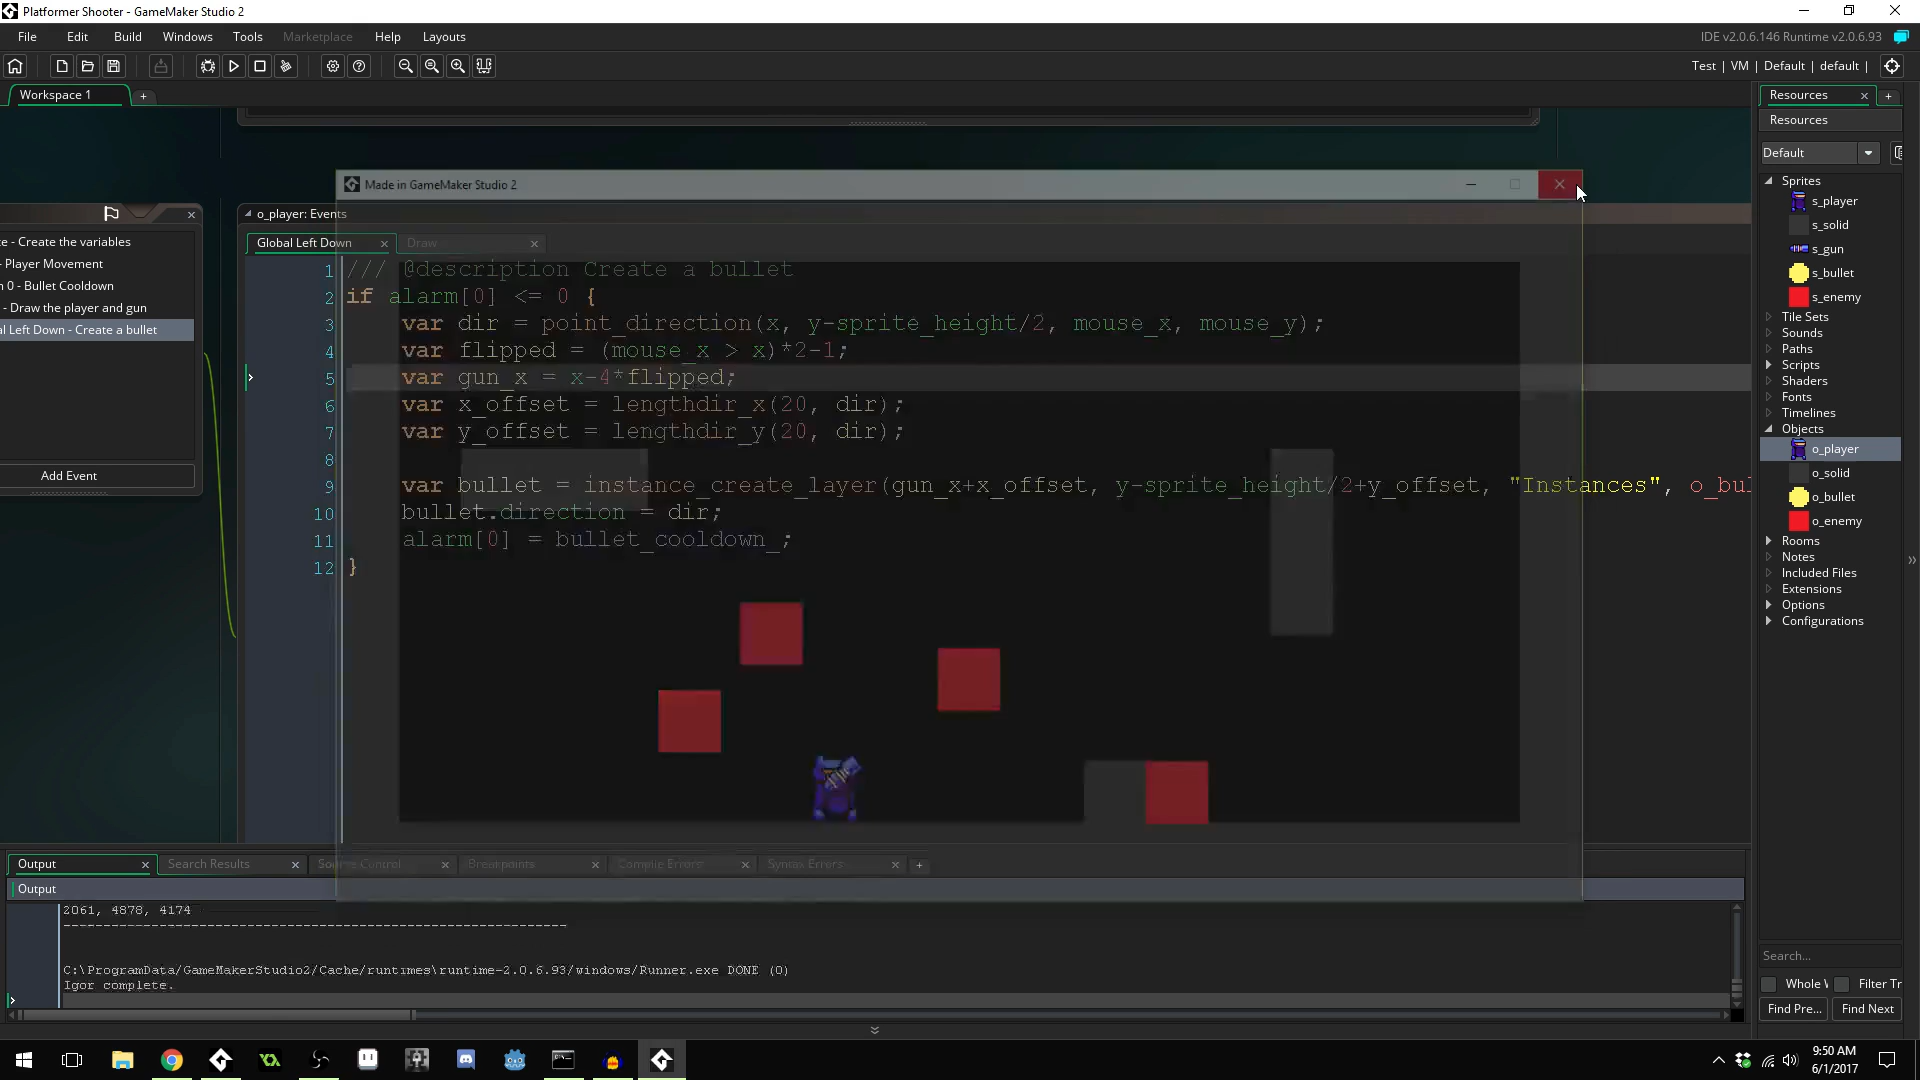 Platformer Shooter - GameMaker Studio 2
File Edit Build Windows Tools Marketplace Help Layouts
IDE v2.0.6.146 Runtime v2.0.6.93
Test | VM | Default | default |
Workspace 1
Made in GameMaker Studio 2
o_player: Events
Global Left Down
Draw
te - Create the variables
- Player Movement
n 0 - Bullet Cooldown
- Draw the player and gun
al Left Down - Create a bullet
Add Event
1 /// @description Create a bullet
2 if alarm[0] <= 0 {
3 var dir = point_direction(x, y-sprite_height/2, mouse_x, mouse_y);
4 var flipped = (mouse_x > x)*2-1;
5 var gun_x = x-4*flipped;
6 var x_offset = lengthdir_x(20, dir);
7 var y_offset = lengthdir_y(20, dir);
8
9 var bullet = instance_create_layer(gun_x+x_offset, y-sprite_height/2+y_offset, "Instances", o_bul
10 bullet.direction = dir;
11 alarm[0] = bullet_cooldown_;
12 }
Resources
Resources
Default
Sprites
s_player
s_solid
s_gun
s_bullet
s_enemy
Tile Sets
Sounds
Paths
Scripts
Shaders
Fonts
Timelines
Objects
o_player
o_solid
o_bullet
o_enemy
Rooms
Notes
Included Files
Extensions
Options
Configurations
Search...
Whole W
Filter Tr
Find Pre...
Find Next
Output
Search Results
Source Control
Breakpoints
Compile Errors
Syntax Errors
Output
2061, 4878, 4174
-----------------------------------------------------------------
C:\ProgramData/GameMakerStudio2/Cache/runtimes\runtime-2.0.6.93/windows/Runner.exe DONE (0)
Igor complete.
9:50 AM
6/1/2017